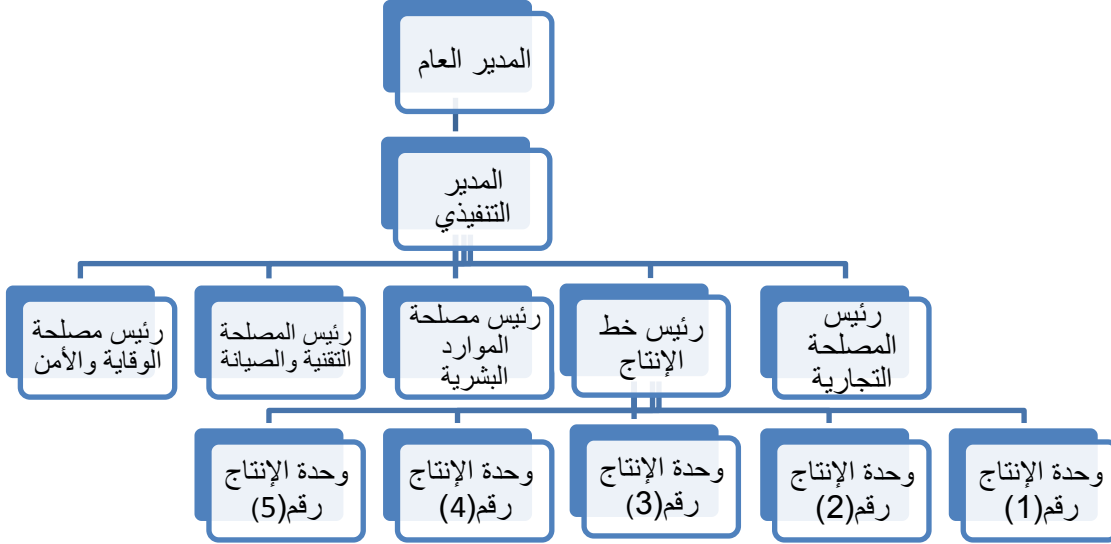 المدير العام
المدير
التنفيذي
رئيس
المصلحة
التجارية
رئيس خط
الإنتاج
رئيس مصلحة
الموارد
البشرية
رئيس المصلحة
التقنية والصيانة
رئيس مصلحة
الوقاية والأمن
وحدة الإنتاج
رقم(1)
وحدة الإنتاج
رقم(2)
وحدة الإنتاج
رقم(3)
وحدة الإنتاج
رقم(4)
وحدة الإنتاج
رقم(5)